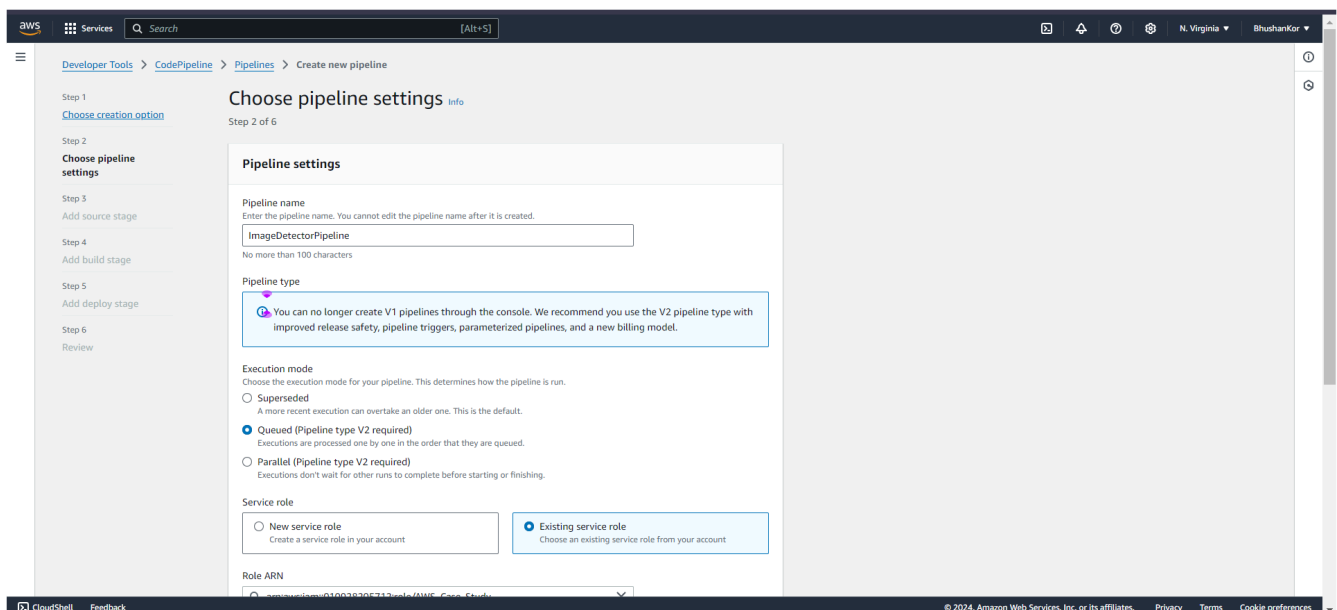 aws
Services
Search
[Alt+S]
N. Virginia
BhushanKor
Developer Tools
CodePipeline
Pipelines
Create new pipeline
Step 1
Choose creation option
Step 2
Choose pipeline
settings
Step 3
Add source stage
Step 4
Add build stage
Step 5
Add deploy stage
Step 6
Review
Choose pipeline settings Info
Step 2 of 6
Pipeline settings
Pipeline name
Enter the pipeline name. You cannot edit the pipeline name after it is created.
ImageDetectorPipeline
No more than 100 characters
Pipeline type
You can no longer create V1 pipelines through the console. We recommend you use the V2 pipeline type with
improved release safety, pipeline triggers, parameterized pipelines, and a new billing model.
Execution mode
Choose the execution mode for your pipeline. This determines how the pipeline is run.
Superseded
A more recent execution can overtake an older one. This is the default.
Queued (Pipeline type V2 required)
Executions are processed one by one in the order that they are queued.
Parallel (Pipeline type V2 required)
Executions don't wait for other runs to complete before starting or finishing.
Service role
New service role
Create a service role in your account
Existing service role
Choose an existing service role from your account
Role ARN
CloudShell
Feedback
© 2024, Amazon Web Services, Inc. or its affiliates.
Privacy
Terms
Cookie preferences